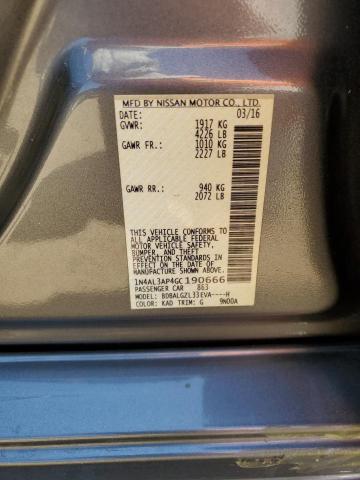 MFD BY NISSAN MOTOR CO., LTD.
DATE: 03/16
GVWR: 1917 KG
4226 LB
GAWR FR.: 1010 KG
2227 LB
GAWR RR.: 940 KG
2072 LB
THIS VEHICLE CONFORMS TO
ALL APPLICABLE FEDERAL
MOTOR VEHICLE SAFETY,
BUMPER, AND THEFT
PREVENTION STANDARDS
IN EFFECT ON THE DATE OF
MANUFACTURE SHOWN ABOVE.
1N4AL3AP4GC190666
PASSENGER CAR 863
MODEL: BDBALGZL33EVA----H
COLOR: KAD TRIM: G 9N00A